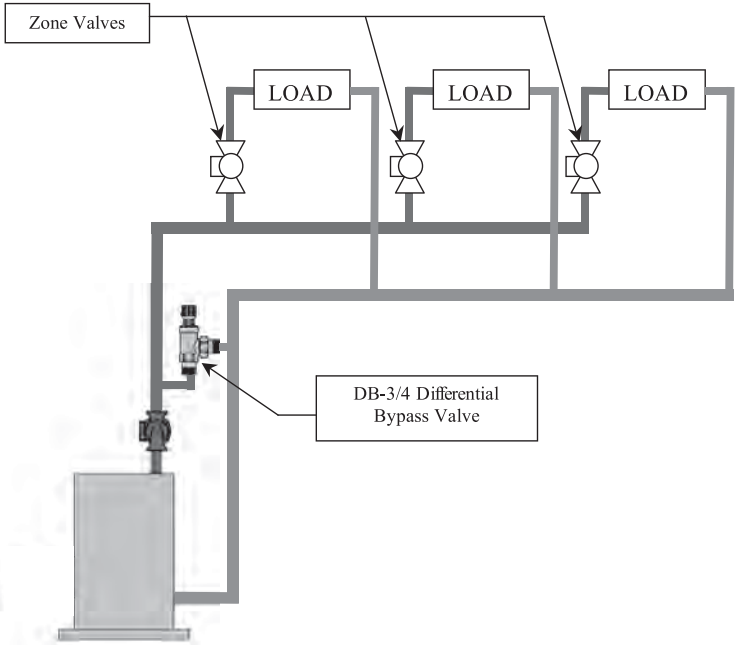 Zone Valves
LOAD
LOAD
LOAD
DB-3/4 Differential
Bypass Valve